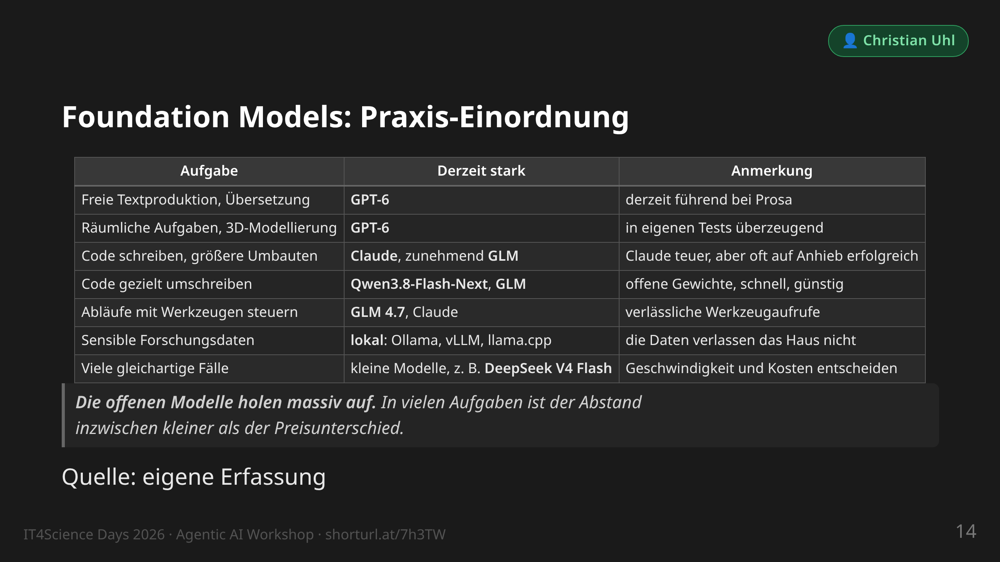 Christian Uhl
Foundation Models: Praxis-Einordnung
Aufgabe Derzeit stark Anmerkung
Freie Textproduktion, Übersetzung GPT-6 derzeit führend bei Prosa
Räumliche Aufgaben, 3D-Modellierung GPT-6 in eigenen Tests überzeugend
Code schreiben, größere Umbauten Claude, zunehmend GLM Claude teuer, aber oft auf Anhieb erfolgreich
Code gezielt umschreiben Qwen3.8-Flash-Next, GLM offene Gewichte, schnell, günstig
Abläufe mit Werkzeugen steuern GLM 4.7, Claude verlässliche Werkzeugaufrufe
Sensible Forschungsdaten lokal: Ollama, vLLM, llama.cpp die Daten verlassen das Haus nicht
Viele gleichartige Fälle kleine Modelle, z. B. DeepSeek V4 Flash Geschwindigkeit und Kosten entscheiden
Die offenen Modelle holen massiv auf. In vielen Aufgaben ist der Abstand
inzwischen kleiner als der Preisunterschied.
Quelle: eigene Erfassung
IT4Science Days 2026 · Agentic AI Workshop · shorturl.at/7h3TW
14